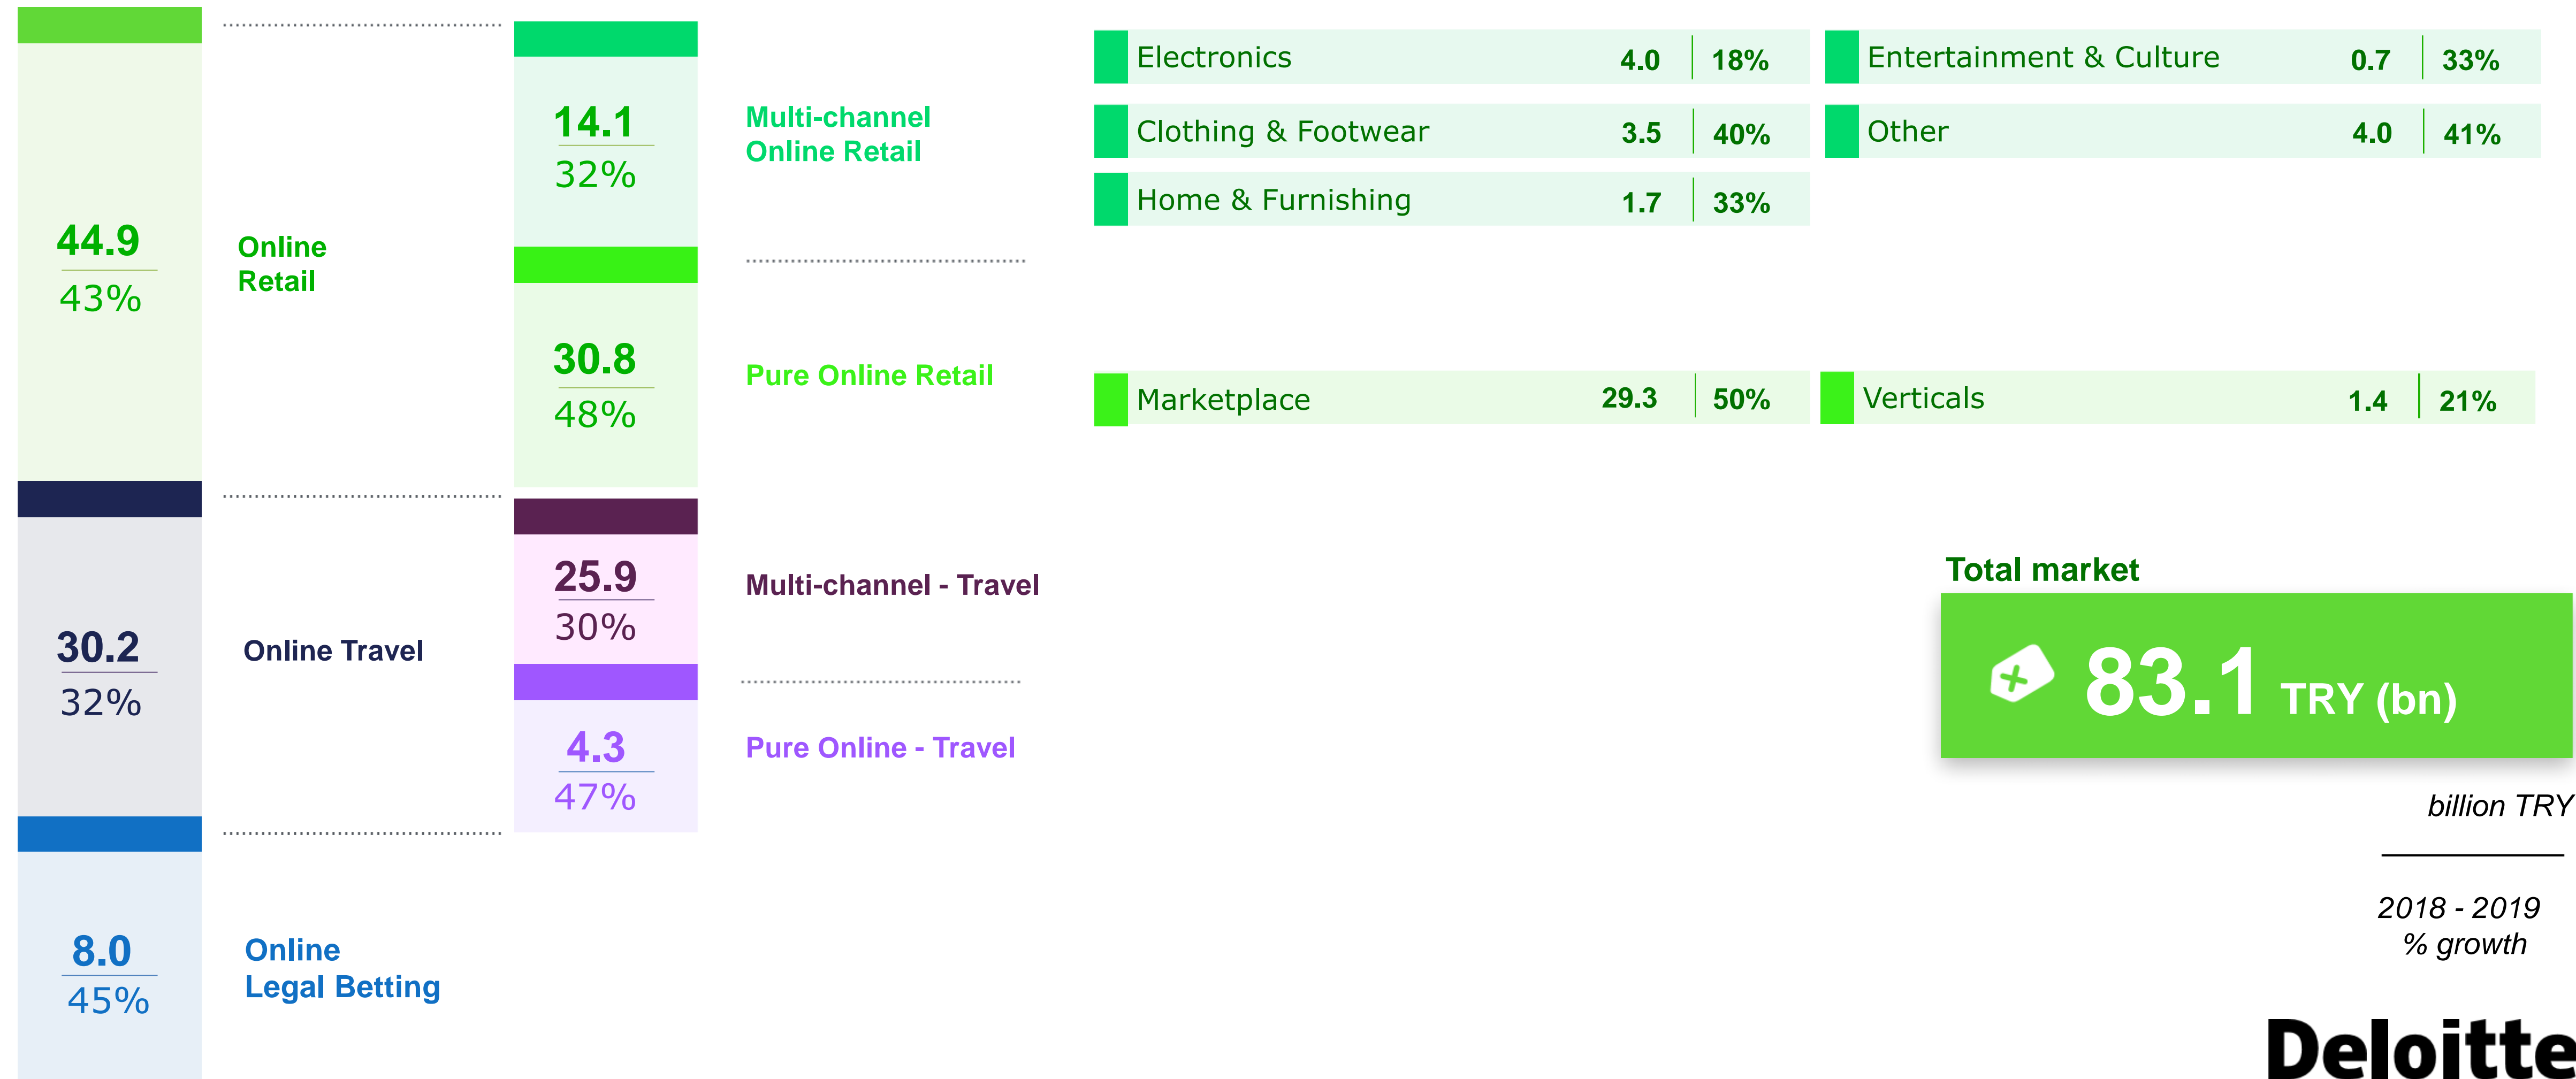 44.9
43%
Online
Retail
14.1
32%
Multi-channel
Online Retail
Electronics 4.0 18%
Clothing & Footwear 3.5 40%
Home & Furnishing 1.7 33%
Entertainment & Culture 0.7 33%
Other 4.0 41%
30.8
48%
Pure Online Retail
Marketplace 29.3 50%
Verticals 1.4 21%
30.2
32%
Online Travel
25.9
30%
Multi-channel - Travel
4.3
47%
Pure Online - Travel
8.0
45%
Online
Legal Betting
Total market
83.1 TRY (bn)
billion TRY
2018 - 2019
% growth
Deloitte